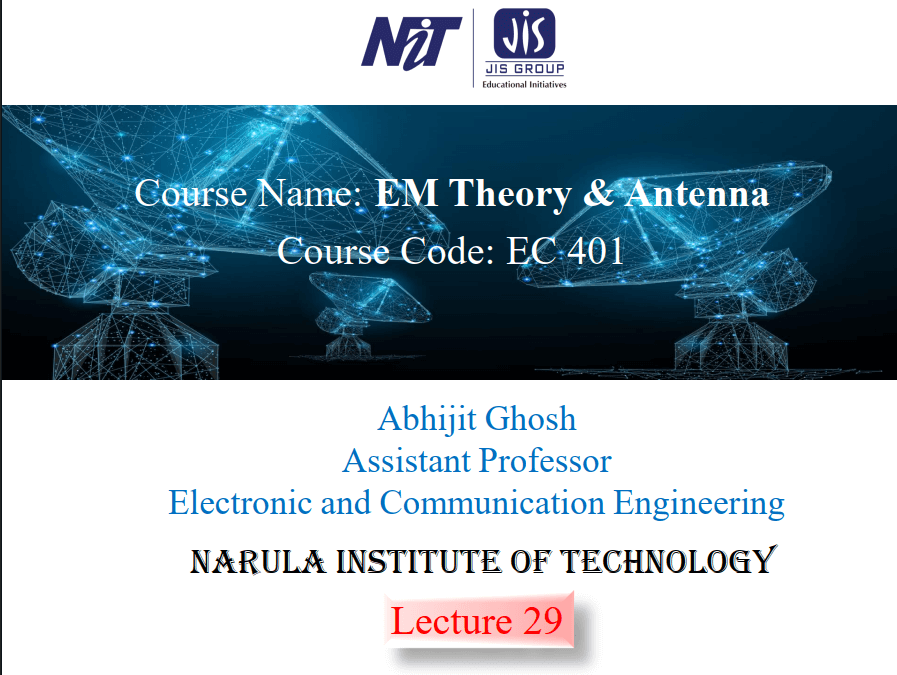 NiT
JIS
JIS GROUP
Educational Initiatives
Course Name: EM Theory & Antenna
Course Code: EC 401
Abhijit Ghosh
Assistant Professor
Electronic and Communication Engineering
NARULA INSTITUTE OF TECHNOLOGY
Lecture 29